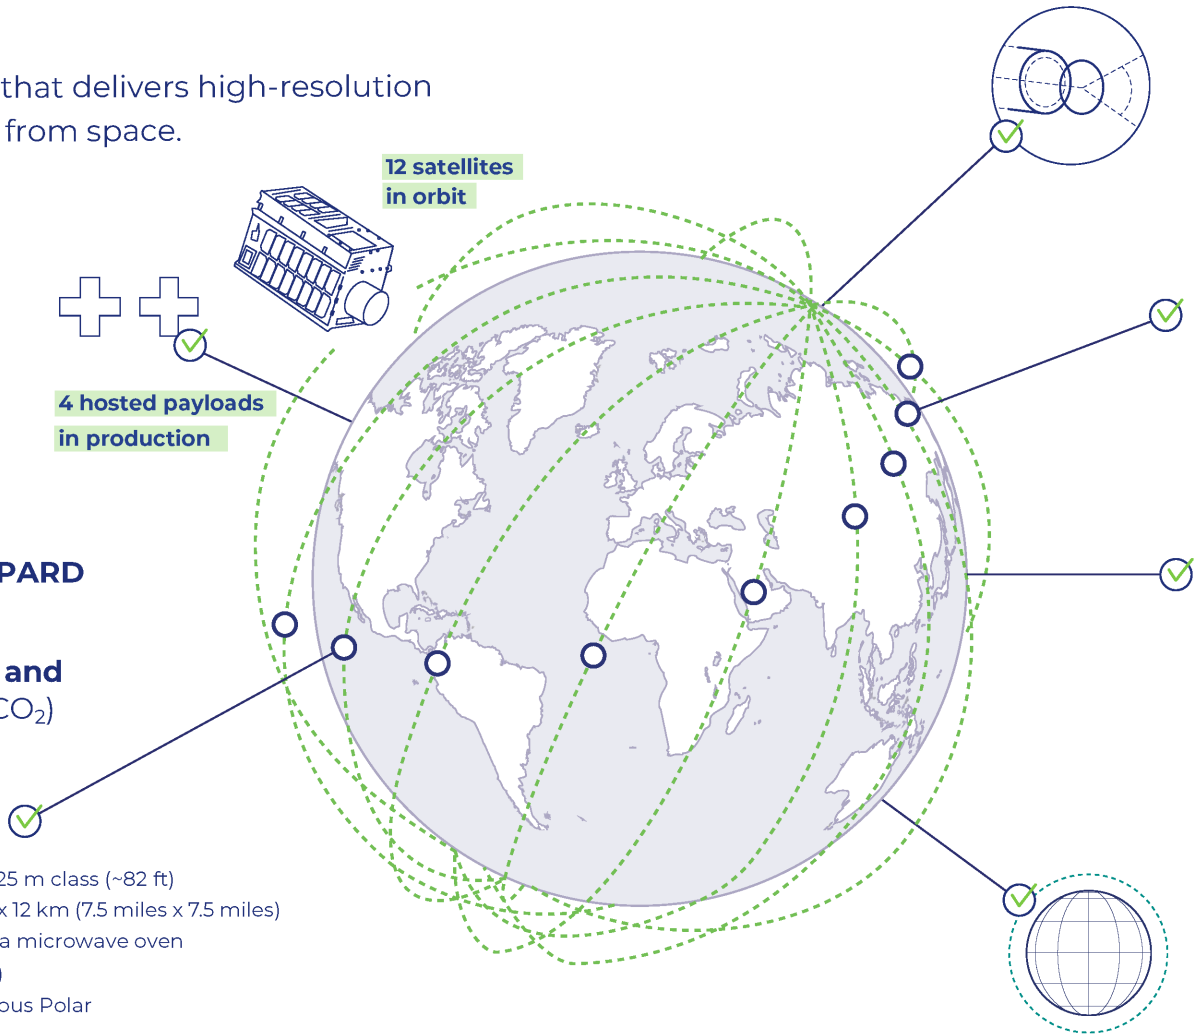 that delivers high-resolution
from space.
12 satellites
in orbit
4 hosted payloads
in production
PARD
and
CO₂)
25 m class (~82 ft)
x 12 km (7.5 miles x 7.5 miles)
a microwave oven
)
ous Polar